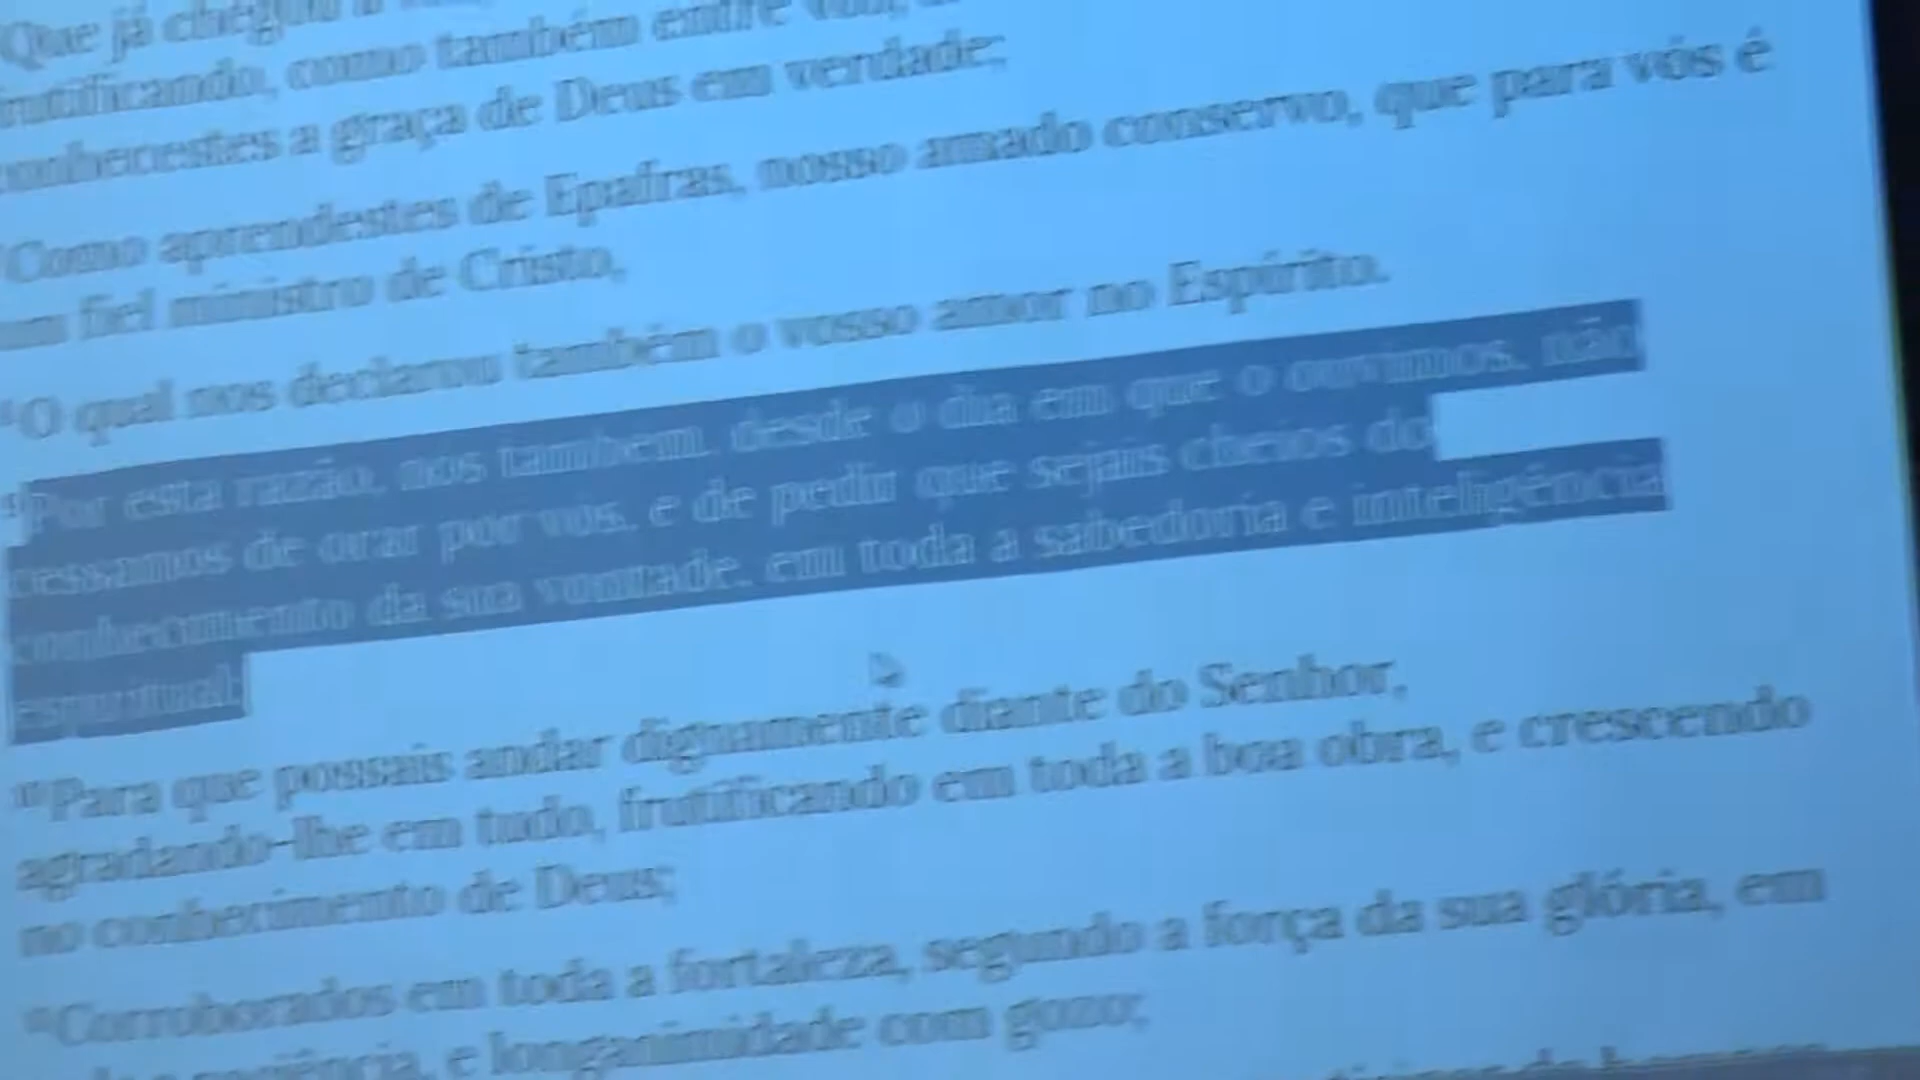 Que já chegou a
frutificando, como também entre vós,
conhecestes a graça de Deus em verdade;
Como aprendestes de Epafras, nosso amado conservo, que para vós é
um fiel ministro de Cristo,
8O qual nos declarou também o vosso amor no Espírito.
9Por esta razão, nós também, desde o dia em que o ouvimos, não
cessamos de orar por vós, e de pedir que sejais cheios do
conhecimento da sua vontade, em toda a sabedoria e inteligência
espiritual;
10Para que possais andar dignamente diante do Senhor,
agradando-lhe em tudo, frutificando em toda a boa obra, e crescendo
no conhecimento de Deus;
11Corroborados em toda a fortaleza, segundo a força da sua glória, em
paciência, e longanimidade com gozo;